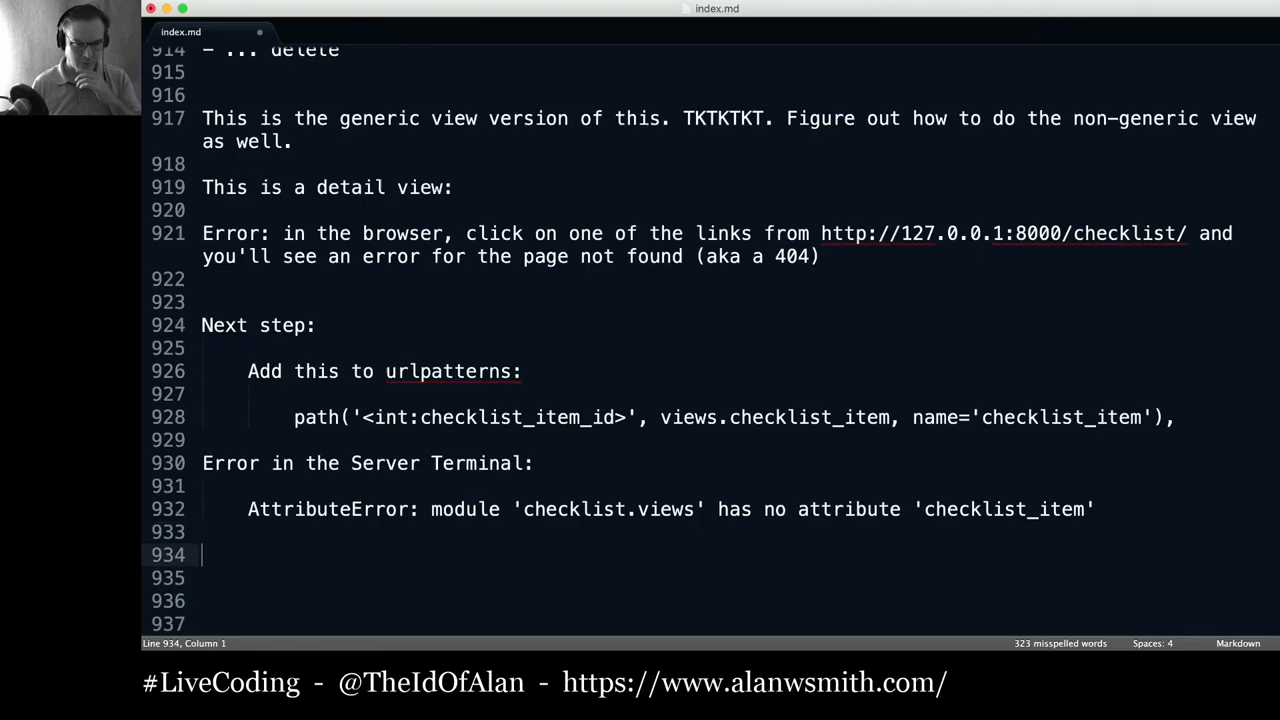 index.md
index.md
914 - ... delete
915
916
917 This is the generic view version of this. TKTKTKT. Figure out how to do the non-generic view
as well.
918
919 This is a detail view:
920
921 Error: in the browser, click on one of the links from http://127.0.0.1:8000/checklist/ and
you'll see an error for the page not found (aka a 404)
922
923
924 Next step:
925
926 Add this to urlpatterns:
927
928 path('<int:checklist_item_id>', views.checklist_item, name='checklist_item'),
929
930 Error in the Server Terminal:
931
932 AttributeError: module 'checklist.views' has no attribute 'checklist_item'
933
934
935
936
937
Line 934, Column 1 323 misspelled words Spaces: 4 Markdown
#LiveCoding - @TheIdOfAlan - https://www.alanwsmith.com/